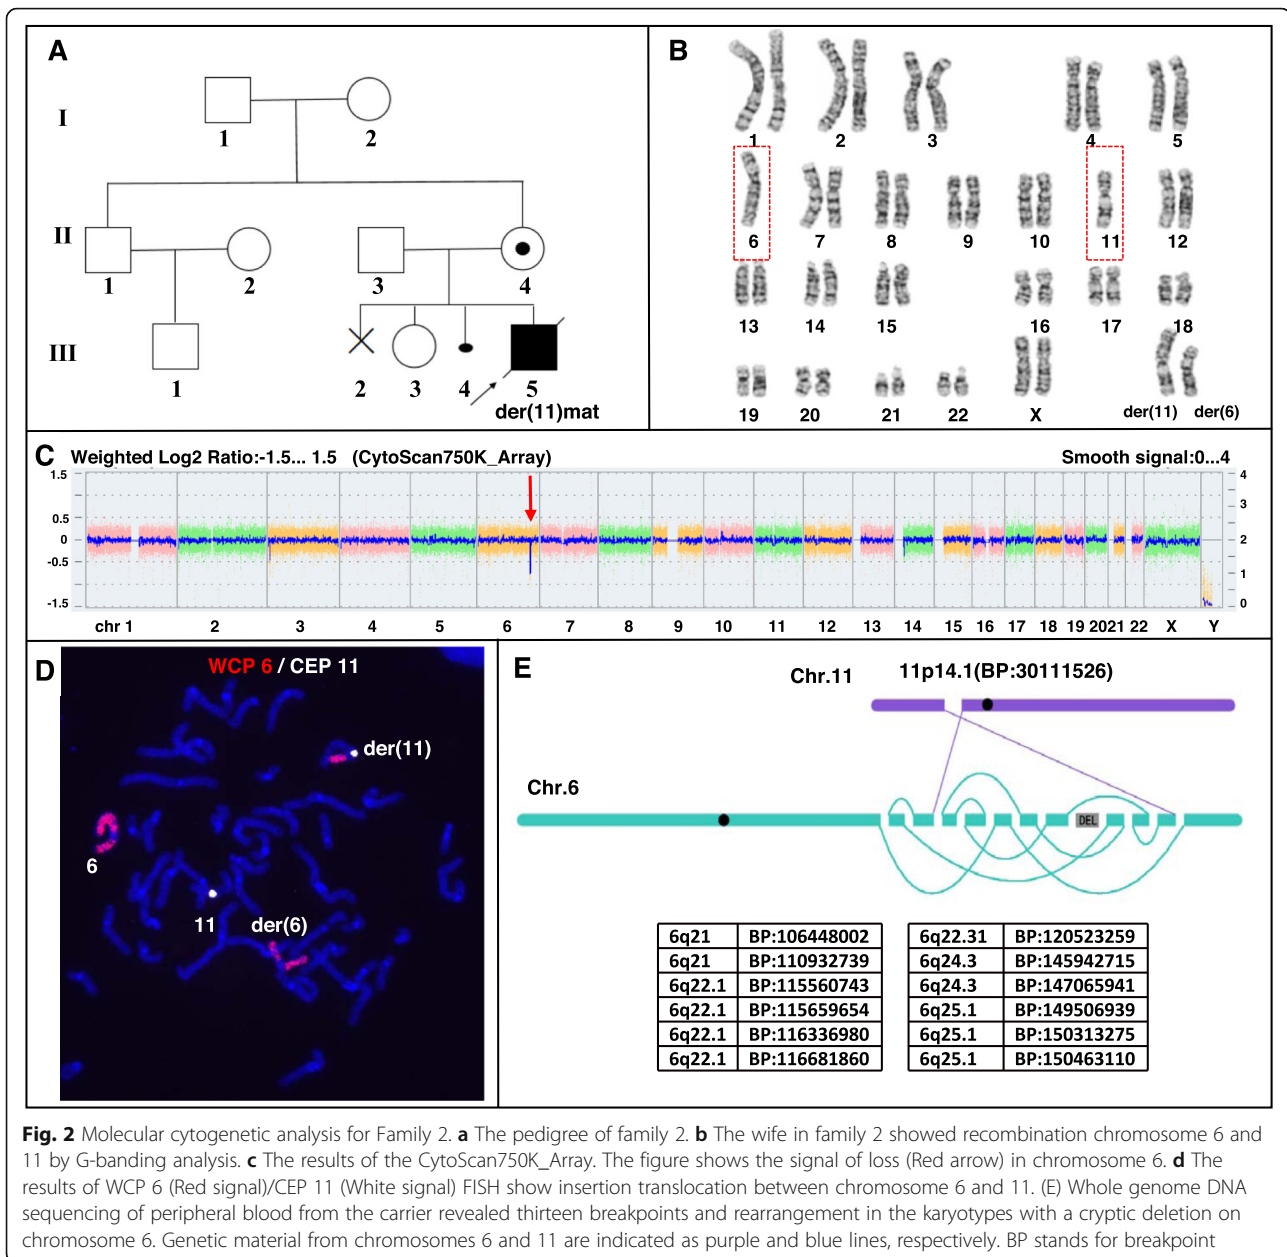 A
I
1
2
II
1
2
3
4
III
1
2
3
4
5
der(11)mat
B
1
2
3
4
5
6
7
8
9
10
11
12
13
14
15
16
17
18
19
20
21
22
X
der(11)
der(6)
C
Weighted Log2 Ratio:-1.5... 1.5 (CytoScan750K_Array)
Smooth signal:0...4
1.5
0.5
0
-0.5
-1.5
4
3
2
1
0
chr 1 2 3 4 5 6 7 8 9 10 11 12 13 14 15 16 17 18 19 20 21 22 X Y
D
WCP 6 / CEP 11
der(11)
6
11
der(6)
E
Chr.11
11p14.1(BP:30111526)
Chr.6
DEL
6q21 BP:106448002
6q21 BP:110932739
6q22.1 BP:115560743
6q22.1 BP:115659654
6q22.1 BP:116336980
6q22.1 BP:116681860
6q22.31 BP:120523259
6q24.3 BP:145942715
6q24.3 BP:147065941
6q25.1 BP:149506939
6q25.1 BP:150313275
6q25.1 BP:150463110
Fig. 2 Molecular cytogenetic analysis for Family 2. a The pedigree of family 2. b The wife in family 2 showed recombination chromosome 6 and
11 by G-banding analysis. c The results of the CytoScan750K_Array. The figure shows the signal of loss (Red arrow) in chromosome 6. d The
results of WCP 6 (Red signal)/CEP 11 (White signal) FISH show insertion translocation between chromosome 6 and 11. (E) Whole genome DNA
sequencing of peripheral blood from the carrier revealed thirteen breakpoints and rearrangement in the karyotypes with a cryptic deletion on
chromosome 6. Genetic material from chromosomes 6 and 11 are indicated as purple and blue lines, respectively. BP stands for breakpoint